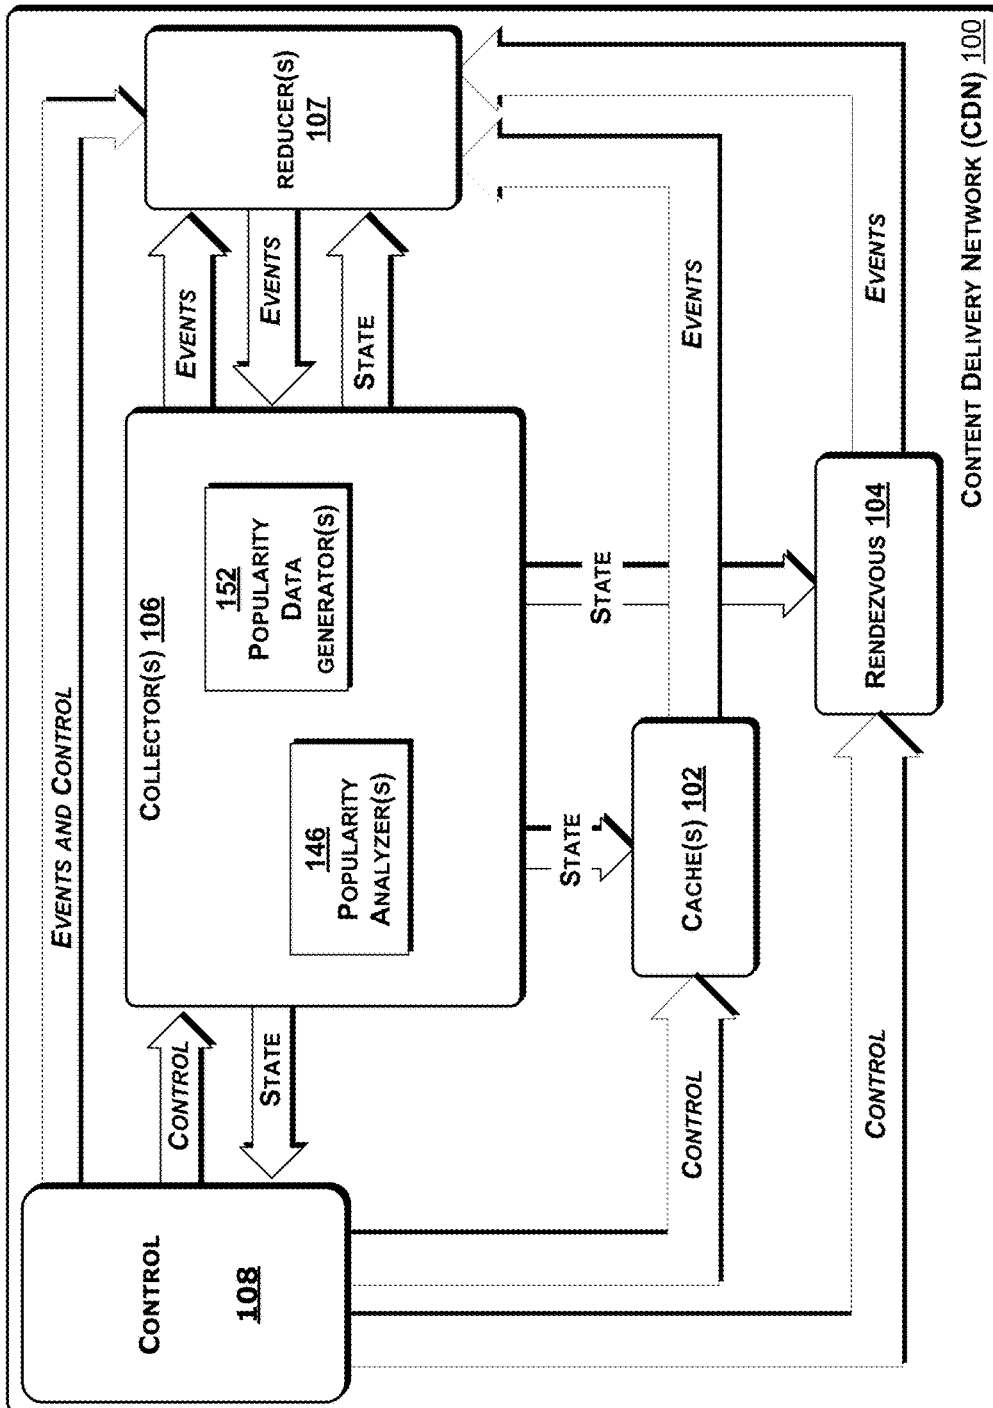 EVENTS AND CONTROL
CONTROL
108
CONTROL
STATE
COLLECTOR(S) 106
146
POPULARITY
ANALYZER(S)
152
POPULARITY
DATA
GENERATOR(S)
EVENTS
EVENTS
STATE
REDUCER(S)
107
STATE
STATE
CONTROL
CACHE(S) 102
EVENTS
CONTROL
RENDEZVOUS 104
EVENTS
CONTENT DELIVERY NETWORK (CDN) 100